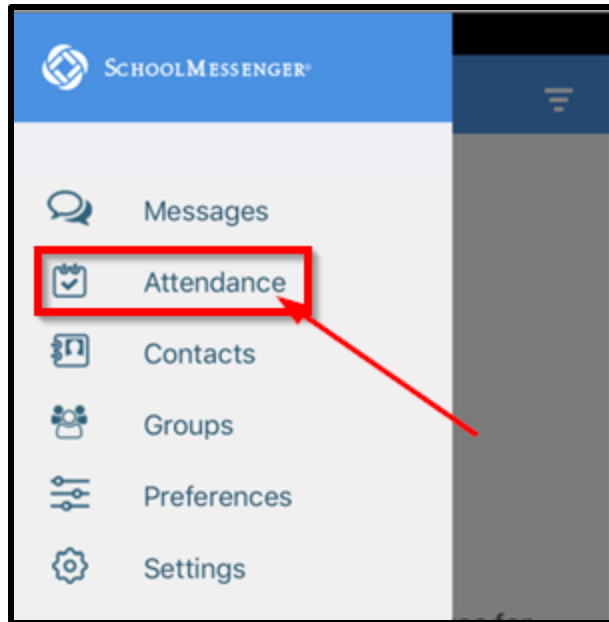 SCHOOLMESSENGER®
Messages
Attendance
Contacts
Groups
Preferences
Settings